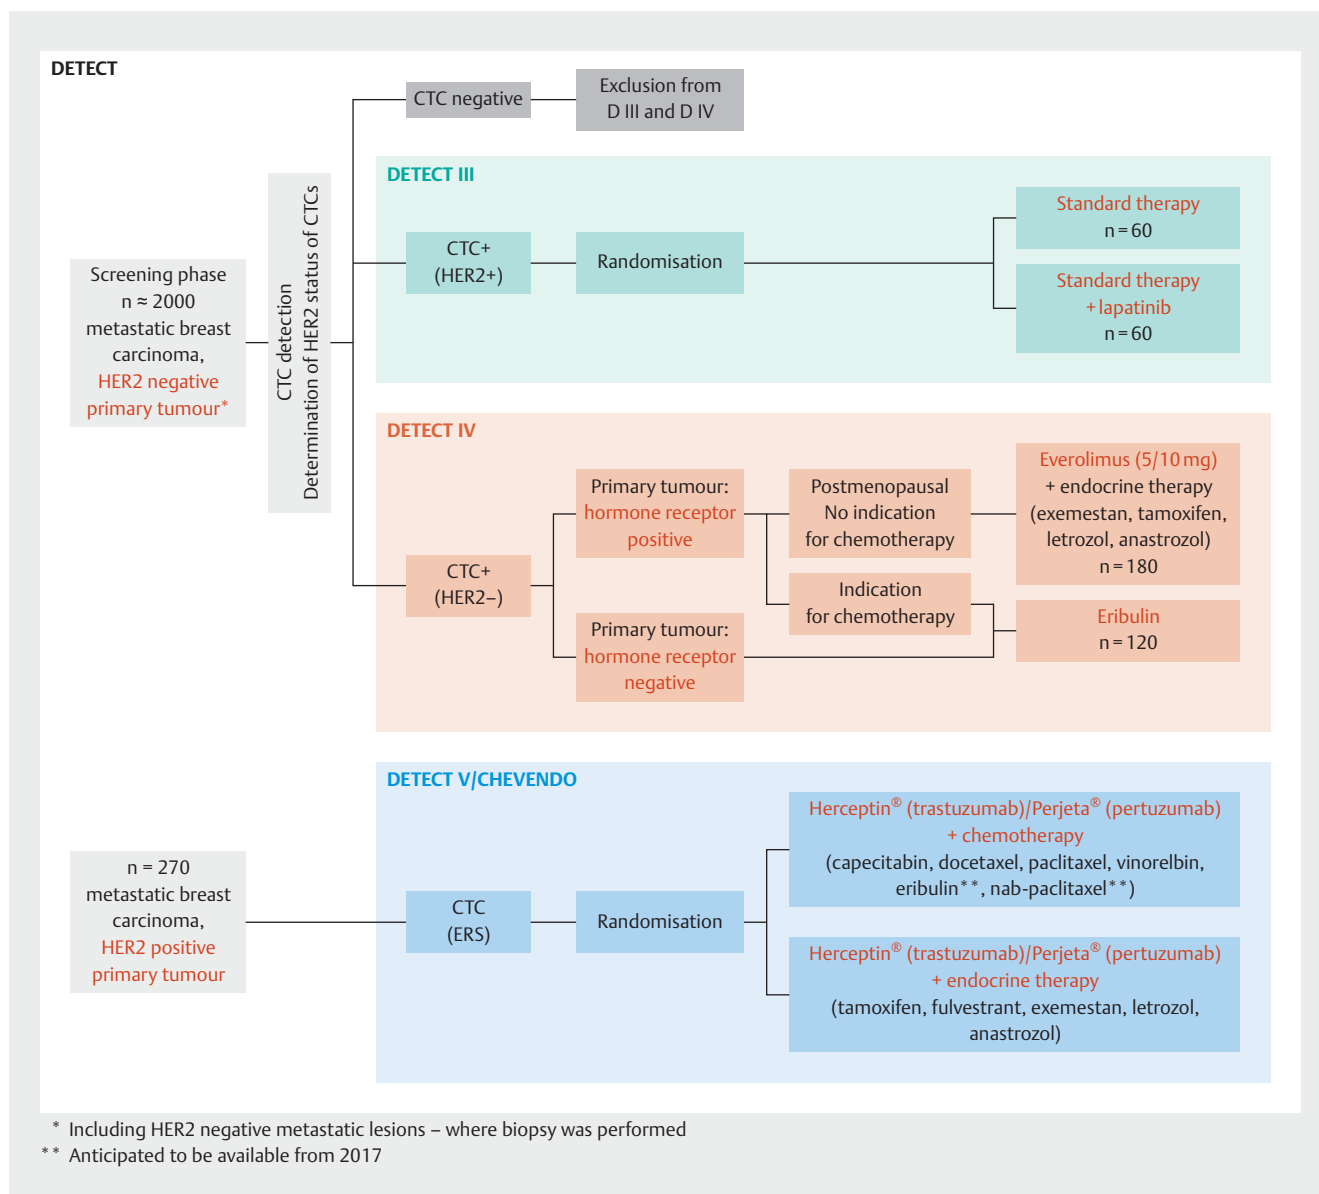 DETECT
CTC negative
Exclusion from
D III and D IV
Screening phase
n ≈ 2000
metastatic breast
carcinoma,
HER2 negative
primary tumour*
CTC detection
Determination of HER2 status of CTCs
DETECT III
CTC+
(HER2+)
Randomisation
Standard therapy
n = 60
Standard therapy
+ lapatinib
n = 60
DETECT IV
CTC+
(HER2–)
Primary tumour:
hormone receptor
positive
Postmenopausal
No indication
for chemotherapy
Everolimus (5/10 mg)
+ endocrine therapy
(exemestan, tamoxifen,
letrozol, anastrozol)
n = 180
Indication
for chemotherapy
Primary tumour:
hormone receptor
negative
Eribulin
n = 120
DETECT V/CHEVENDO
n = 270
metastatic breast
carcinoma,
HER2 positive
primary tumour
CTC
(ERS)
Randomisation
Herceptin® (trastuzumab)/Perjeta® (pertuzumab)
+ chemotherapy
(capecitabin, docetaxel, paclitaxel, vinorelbin,
eribulin**, nab-paclitaxel**)
Herceptin® (trastuzumab)/Perjeta® (pertuzumab)
+ endocrine therapy
(tamoxifen, fulvestrant, exemestan, letrozol,
anastrozol)
* Including HER2 negative metastatic lesions – where biopsy was performed
** Anticipated to be available from 2017